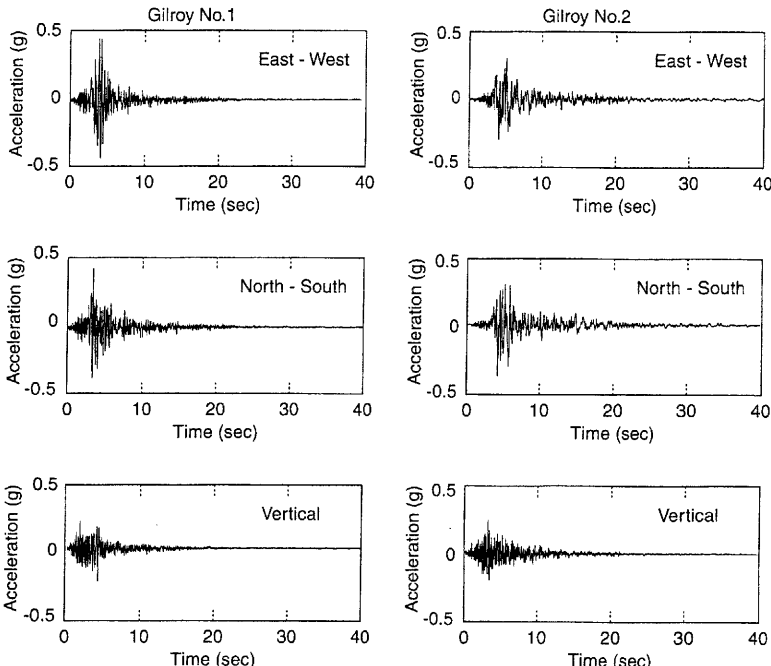 Gilroy No.1
Gilroy No.2
Acceleration (g)
0.5
0
-0.5
East - West
0 10 20 30 40
Time (sec)
Acceleration (g)
0.5
0
-0.5
East - West
0 10 20 30 40
Time (sec)
Acceleration (g)
0.5
0
-0.5
North - South
0 10 20 30 40
Time (sec)
Acceleration (g)
0.5
0
-0.5
North - South
0 10 20 30 40
Time (sec)
Acceleration (g)
0.5
0
-0.5
Vertical
0 10 20 30 40
Time (sec)
Acceleration (g)
0.5
0
-0.5
Vertical
0 10 20 30 40
Time (sec)